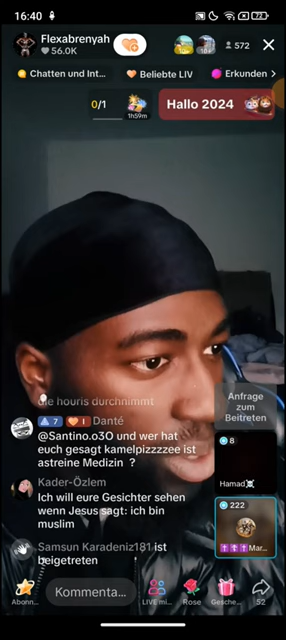 16:40
72
Flexabrenyah
56.0K
572
Chatten und Int...
Beliebte LIV
Erkunden >
0/1
1h59m
Hallo 2024
die houris durchnimmt
7 1 Danté
@Santino.o3O und wer hat
euch gesagt kamelpizzzzee ist
astreine Medizin ?
Kader-Özlem
Ich will eure Gesichter sehen
wenn Jesus sagt: ich bin
muslim
Samsun Karadeniz181 ist
beigetreten
Anfrage
zum
Beitreten
8
Hamad
222
Mar...
Abonn...
Kommenta...
LIVE mi...
Rose
Gesche...
52